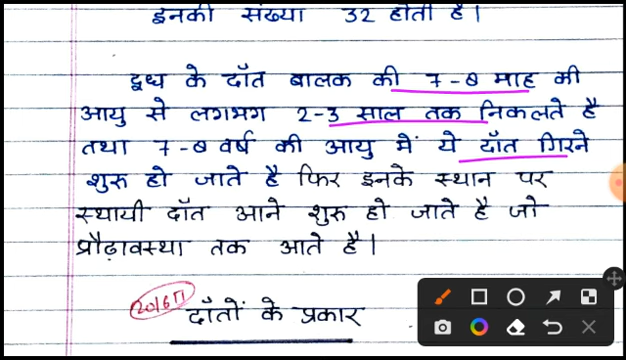 इनकी संख्या 32 होती है।
दूध के दाँत बालक की 7-8 माह की
आयु से लगभग 2-3 साल तक निकलते है
तथा 7-8 वर्ष की आयु में ये दाँत गिरने
शुरू हो जाते है फिर इनके स्थान पर
स्थायी दाँत आने शुरू हो जाते है जो
प्रौढ़ावस्था तक आते है।
दाँतों के प्रकार